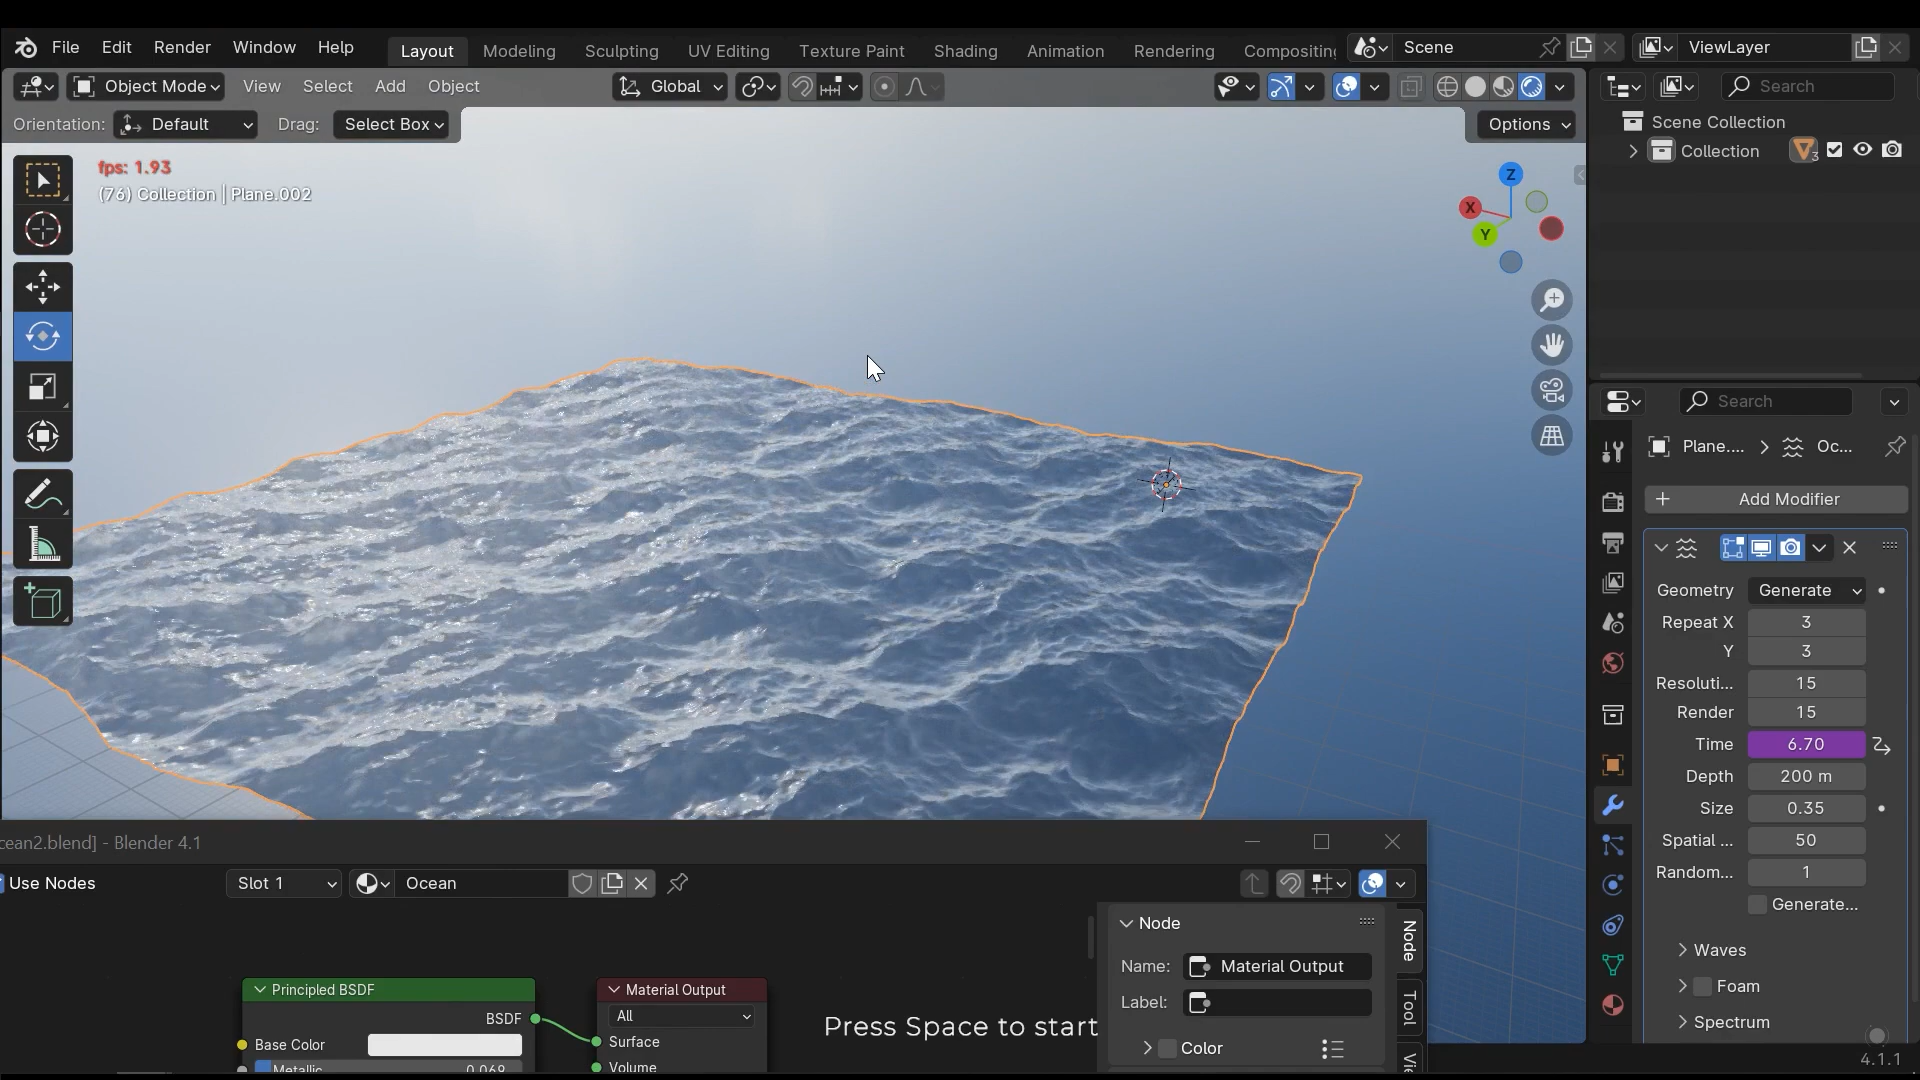 File Edit Render Window Help Layout Modeling Sculpting UV Editing Texture Paint Shading Animation Rendering Compositing Scene ViewLayer
Object Mode View Select Add Object Global Search
Orientation: Default Drag: Select Box Options
Scene Collection
Collection 3
fps: 1.93
(76) Collection | Plane.002
Z
X
Y
Search
Plane.... Oc...
Add Modifier
Geometry Generate
Repeat X 3
Y 3
Resoluti... 15
Render 15
Time 6.70
Depth 200 m
Size 0.35
Spatial ... 50
Random... 1
Generate...
Waves
Foam
Spectrum
4.1.1
cean2.blend] - Blender 4.1
Use Nodes Slot 1 Ocean
Node
Name: Material Output
Label:
Color
Node
Tool
Principled BSDF
BSDF
Base Color
Metallic 0.069
Material Output
All
Surface
Volume
Press Space to start